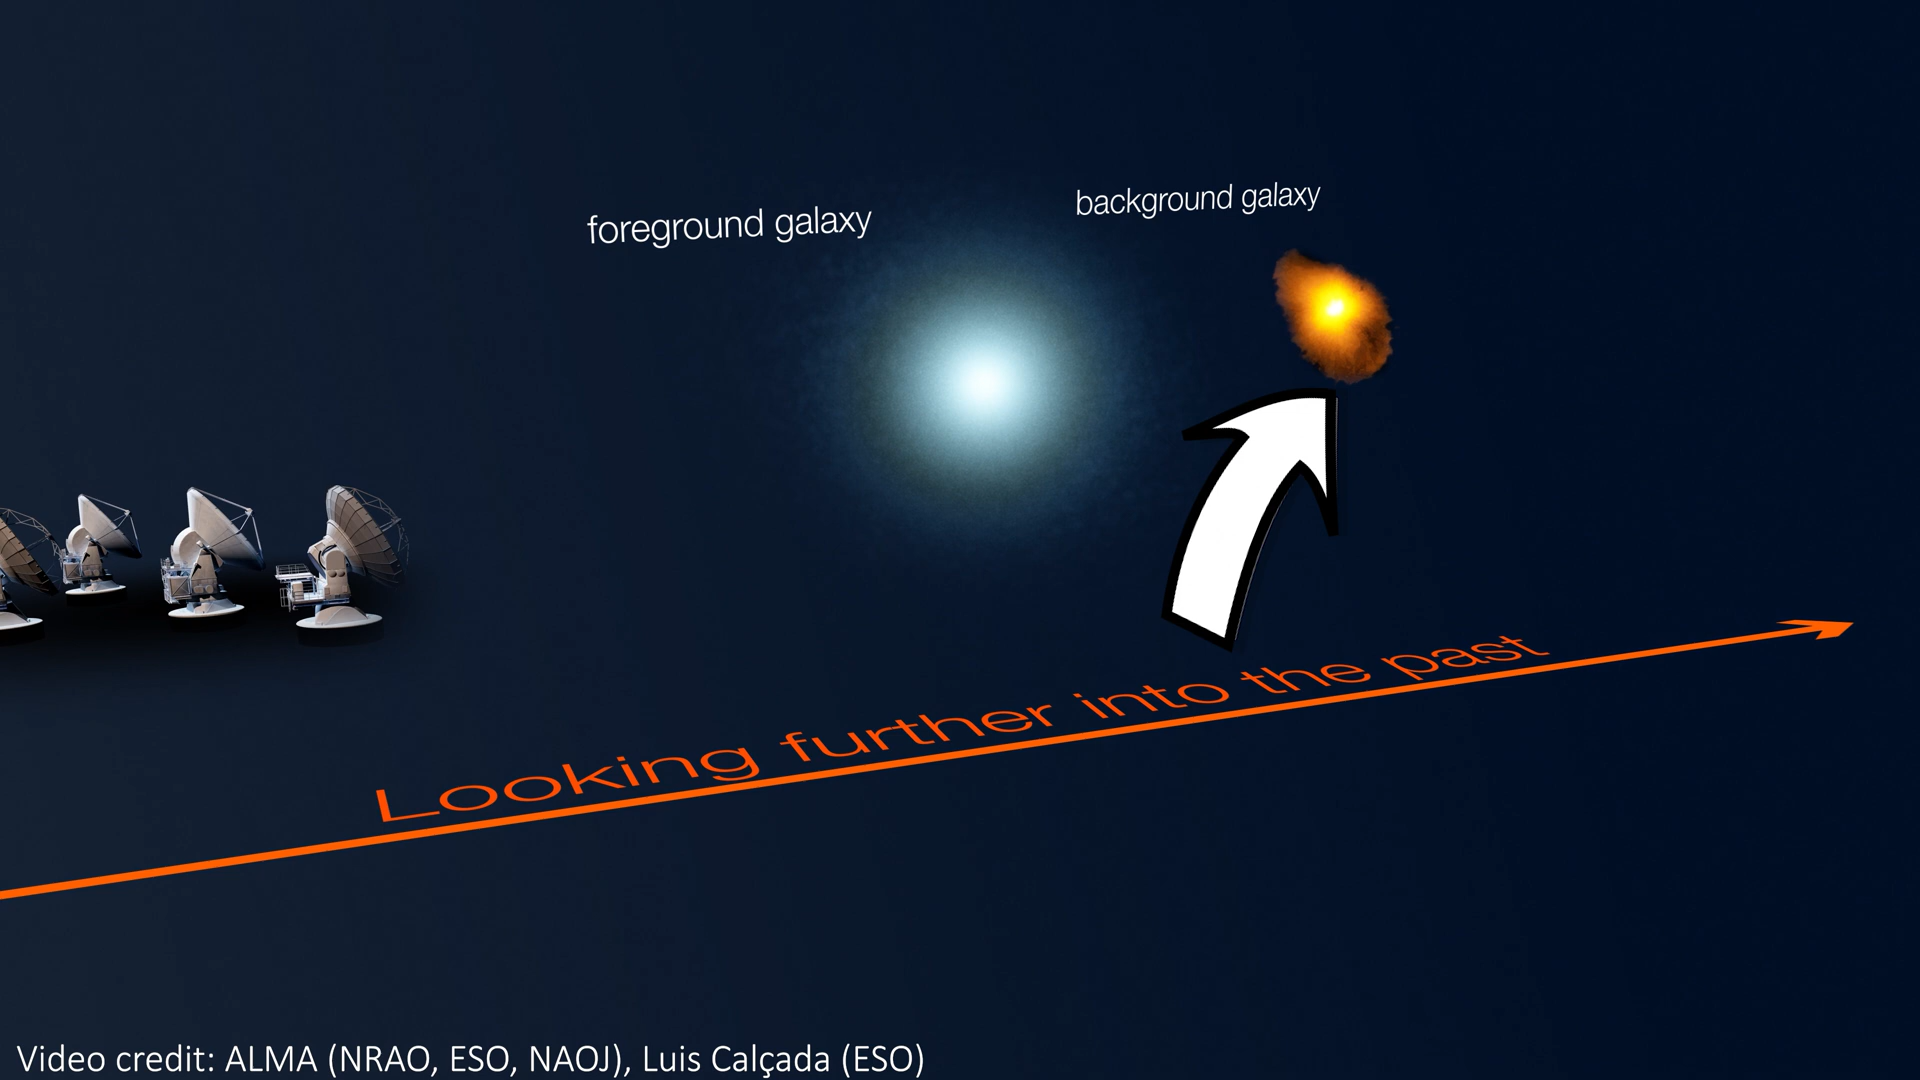 foreground galaxy
background galaxy
Looking further into the past
Video credit: ALMA (NRAO, ESO, NAOJ), Luis Calçada (ESO)